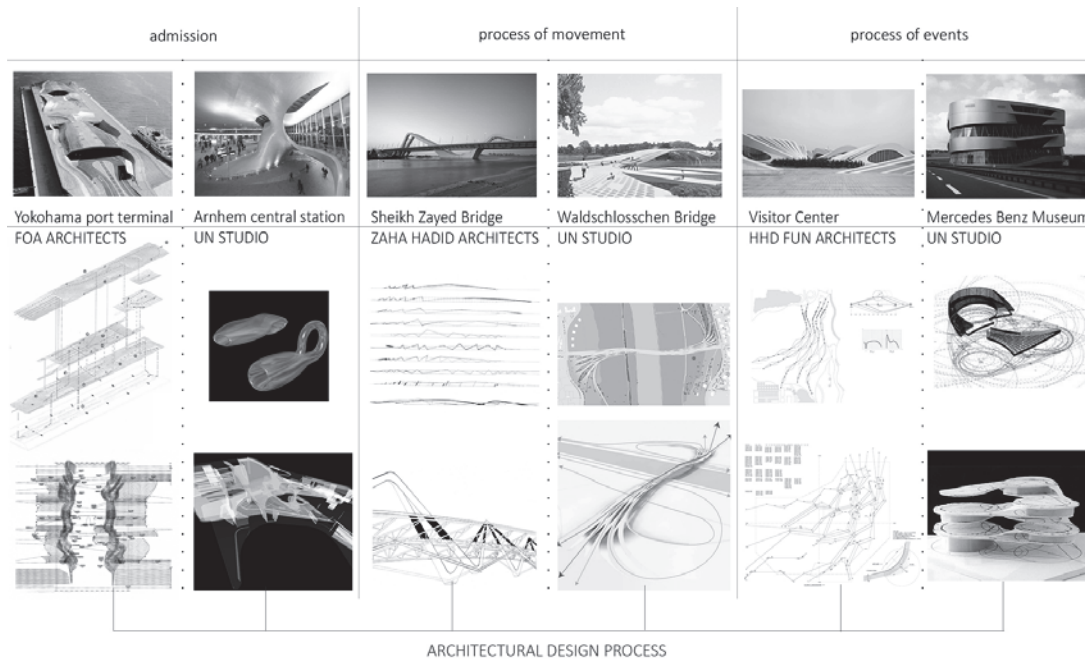 admission
process of movement
process of events
Yokohama port terminal
Arnhem central station
Sheikh Zayed Bridge
Waldschlosschen Bridge
Visitor Center
Mercedes Benz Museum
FOA ARCHITECTS
UN STUDIO
ZAHA HADID ARCHITECTS
UN STUDIO
HHD FUN ARCHITECTS
UN STUDIO
ARCHITECTURAL DESIGN PROCESS